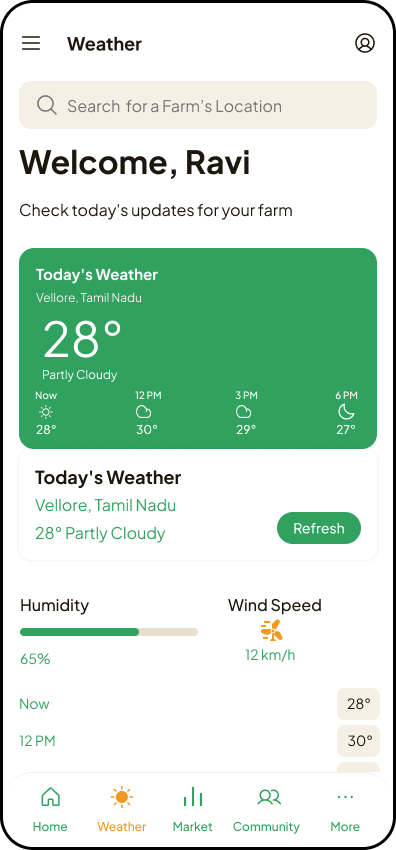 Weather
Search for a Farm's Location
Welcome, Ravi
Check today's updates for your farm
Today's Weather
Vellore, Tamil Nadu
28°
Partly Cloudy
Now 12 PM 3 PM 6 PM
28° 30° 29° 27°
Today's Weather
Vellore, Tamil Nadu
28° Partly Cloudy
Refresh
Humidity Wind Speed
65% 12 km/h
Now 28°
12 PM 30°
Home Weather Market Community More